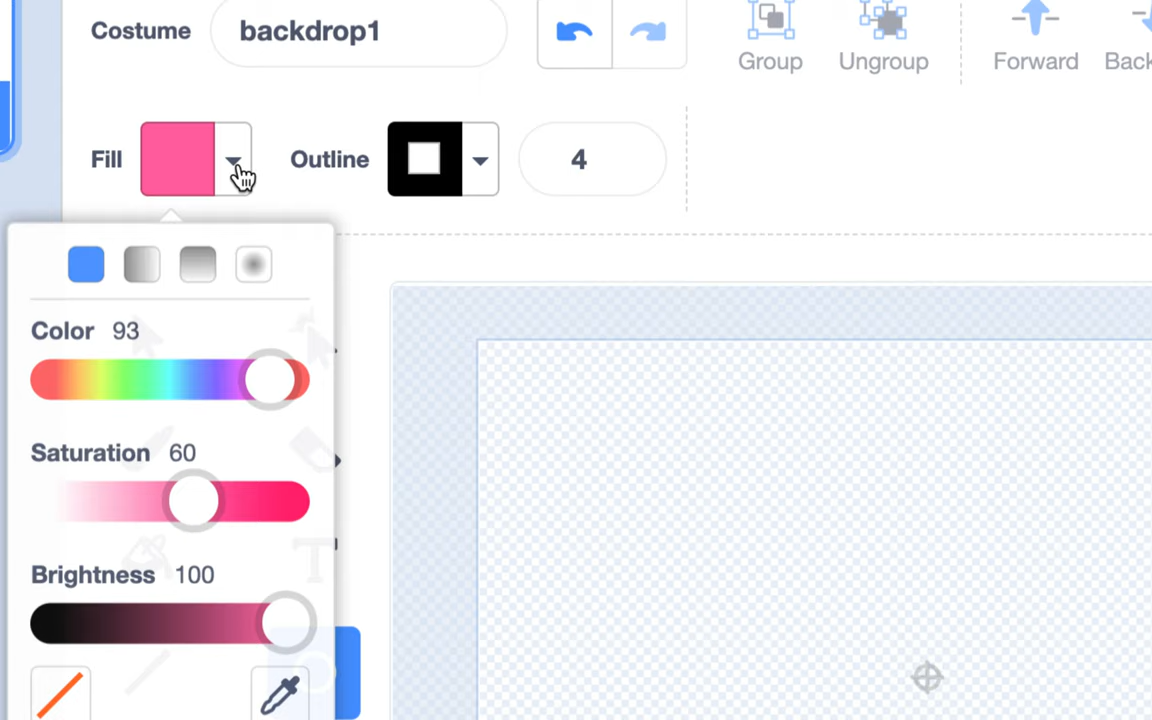 Costume backdrop1
Group Ungroup Forward Back
Fill Outline 4
Color 93
Saturation 60
Brightness 100
T